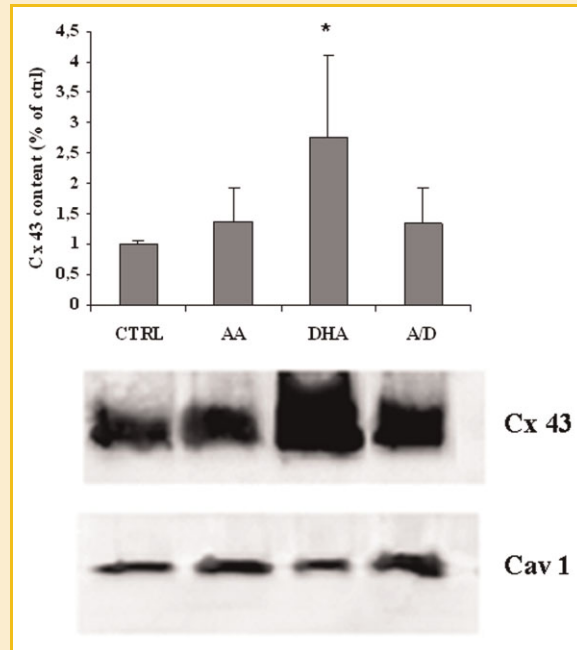 *
4,5
4
3,5
3
2,5
2
1,5
1
0,5
0
Cx 43 content (% of ctrl)
CTRL AA DHA A/D
Cx 43
Cav 1